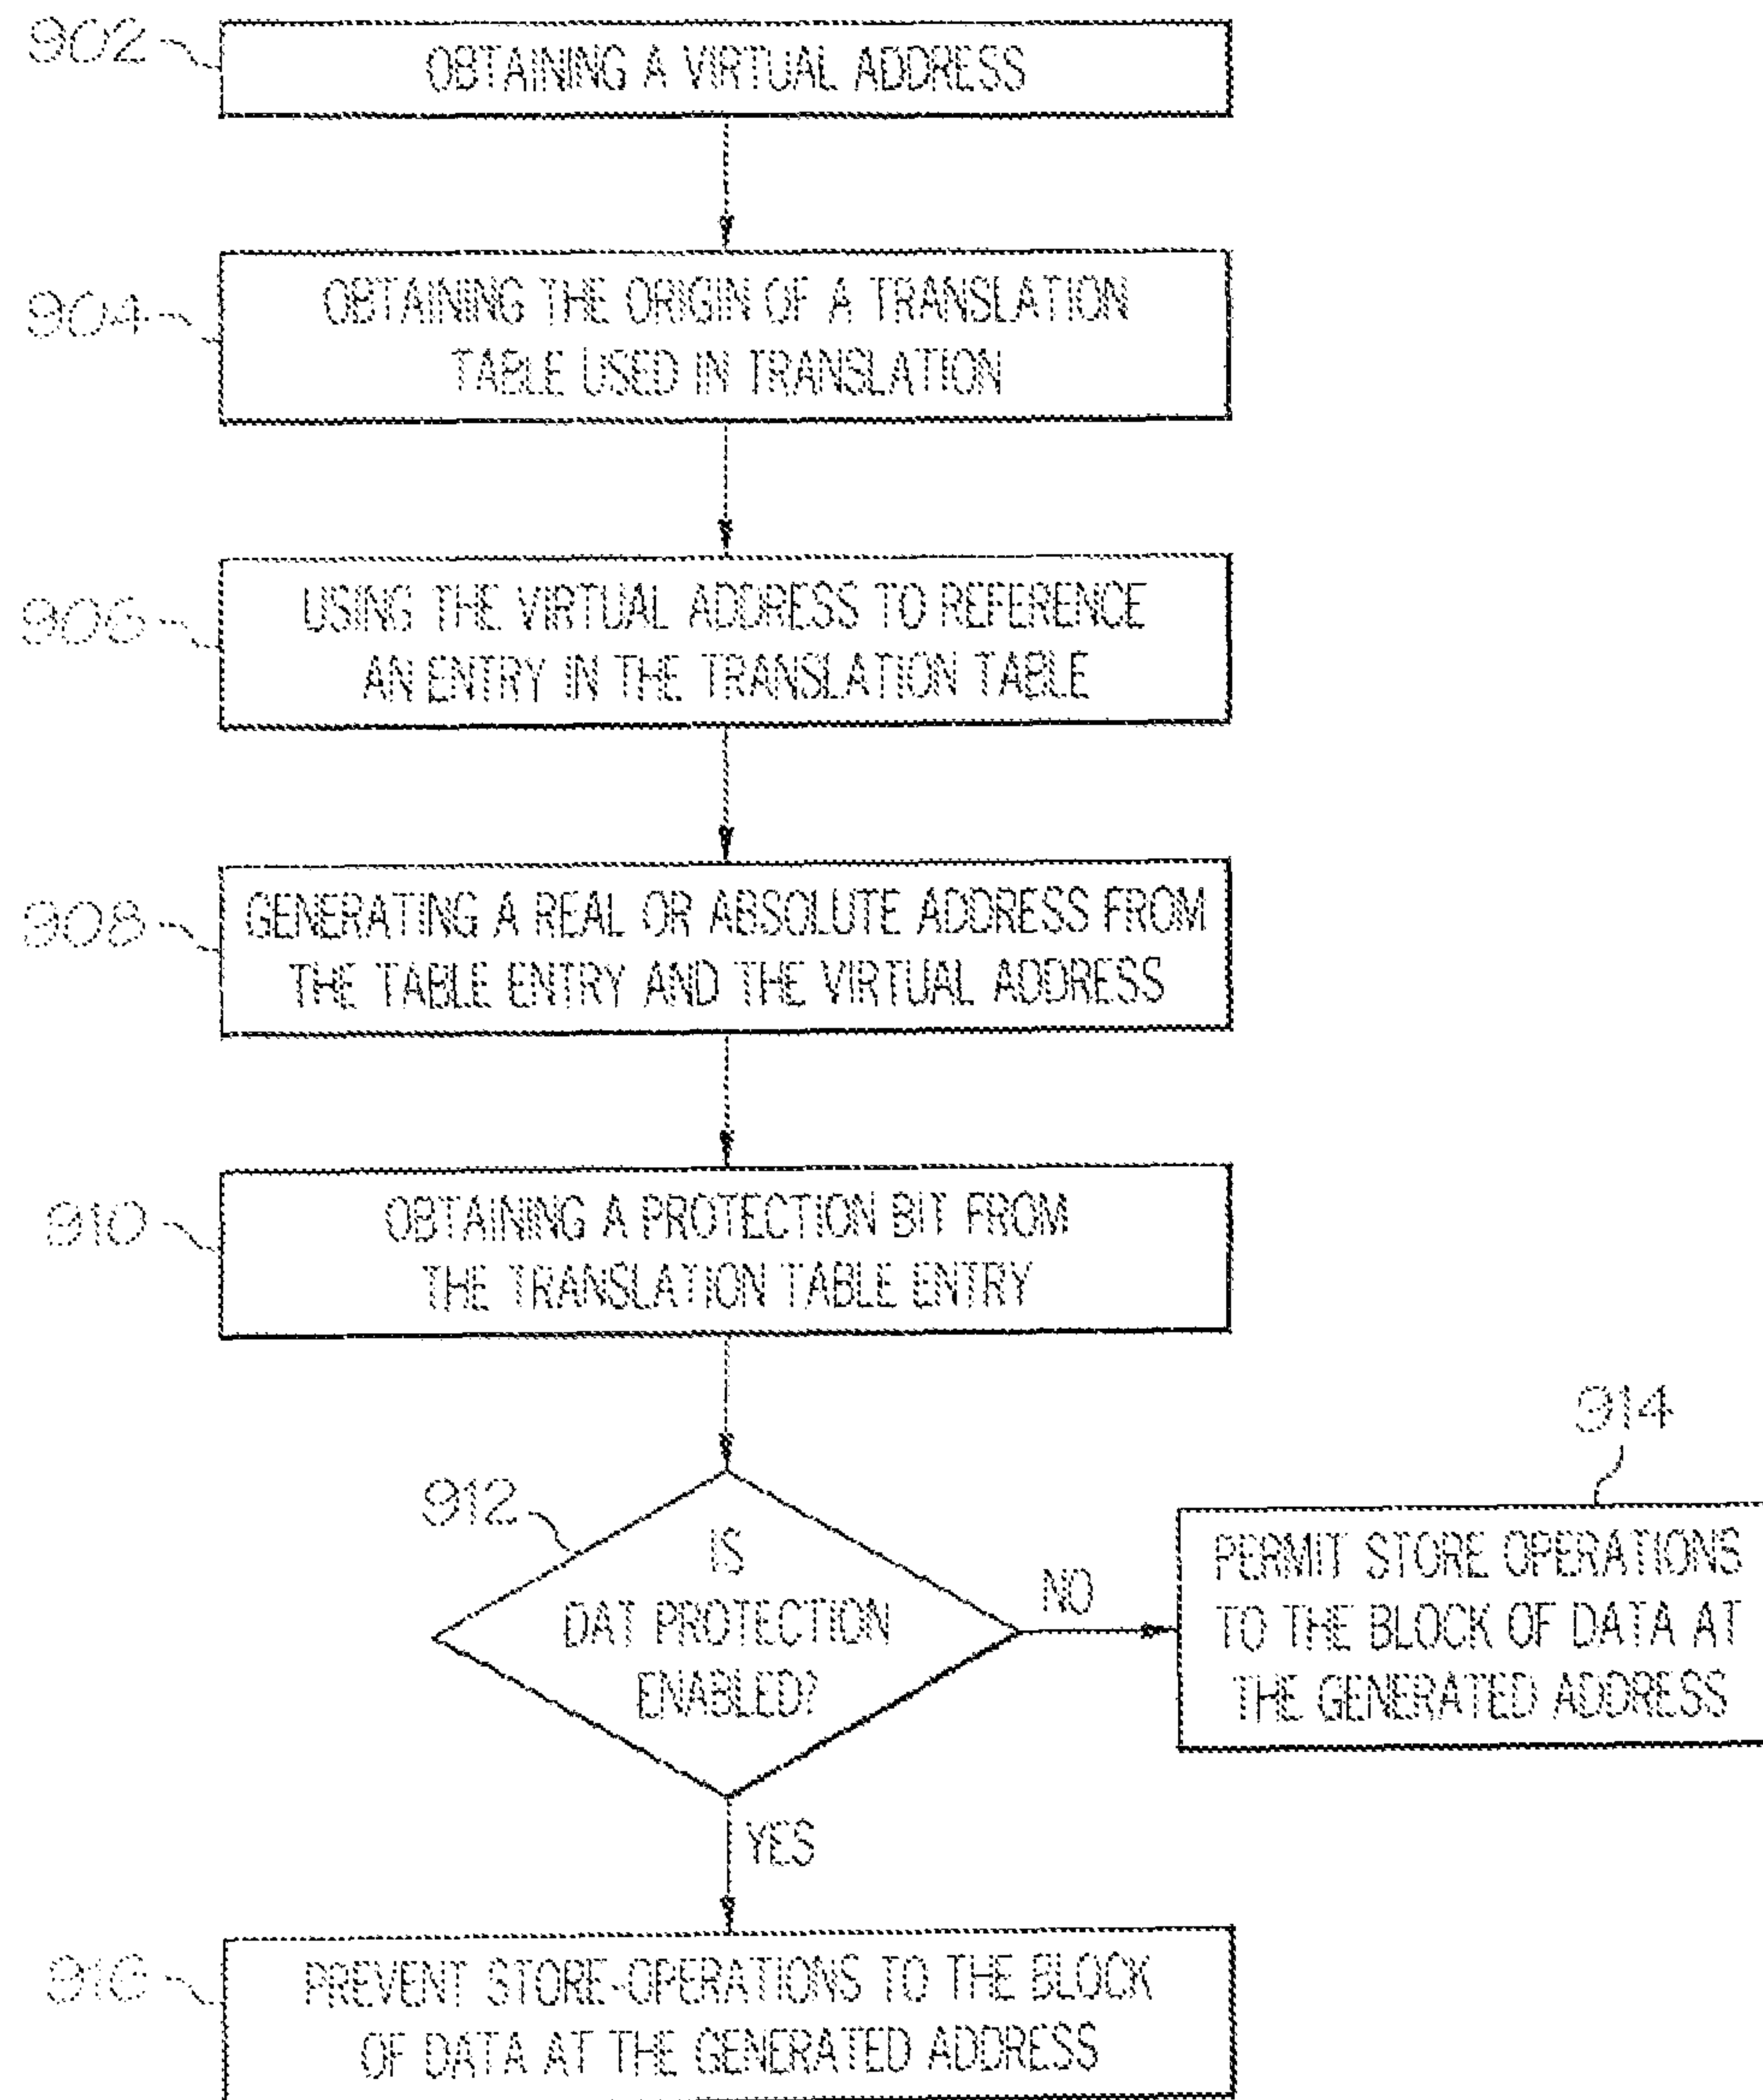 902
OBTAINING A VIRTUAL ADDRESS
904
OBTAINING THE ORIGIN OF A TRANSLATION
TABLE USED IN TRANSLATION
906
USING THE VIRTUAL ADDRESS TO REFERENCE
AN ENTRY IN THE TRANSLATION TABLE
908
GENERATING A REAL OR ABSOLUTE ADDRESS FROM
THE TABLE ENTRY AND THE VIRTUAL ADDRESS
910
OBTAINING A PROTECTION BIT FROM
THE TRANSLATION TABLE ENTRY
912
IS
DAT PROTECTION
ENABLED?
NO
914
PERMIT STORE OPERATIONS
TO THE BLOCK OF DATA AT
THE GENERATED ADDRESS
YES
916
PREVENT STORE-OPERATIONS TO THE BLOCK
OF DATA AT THE GENERATED ADDRESS